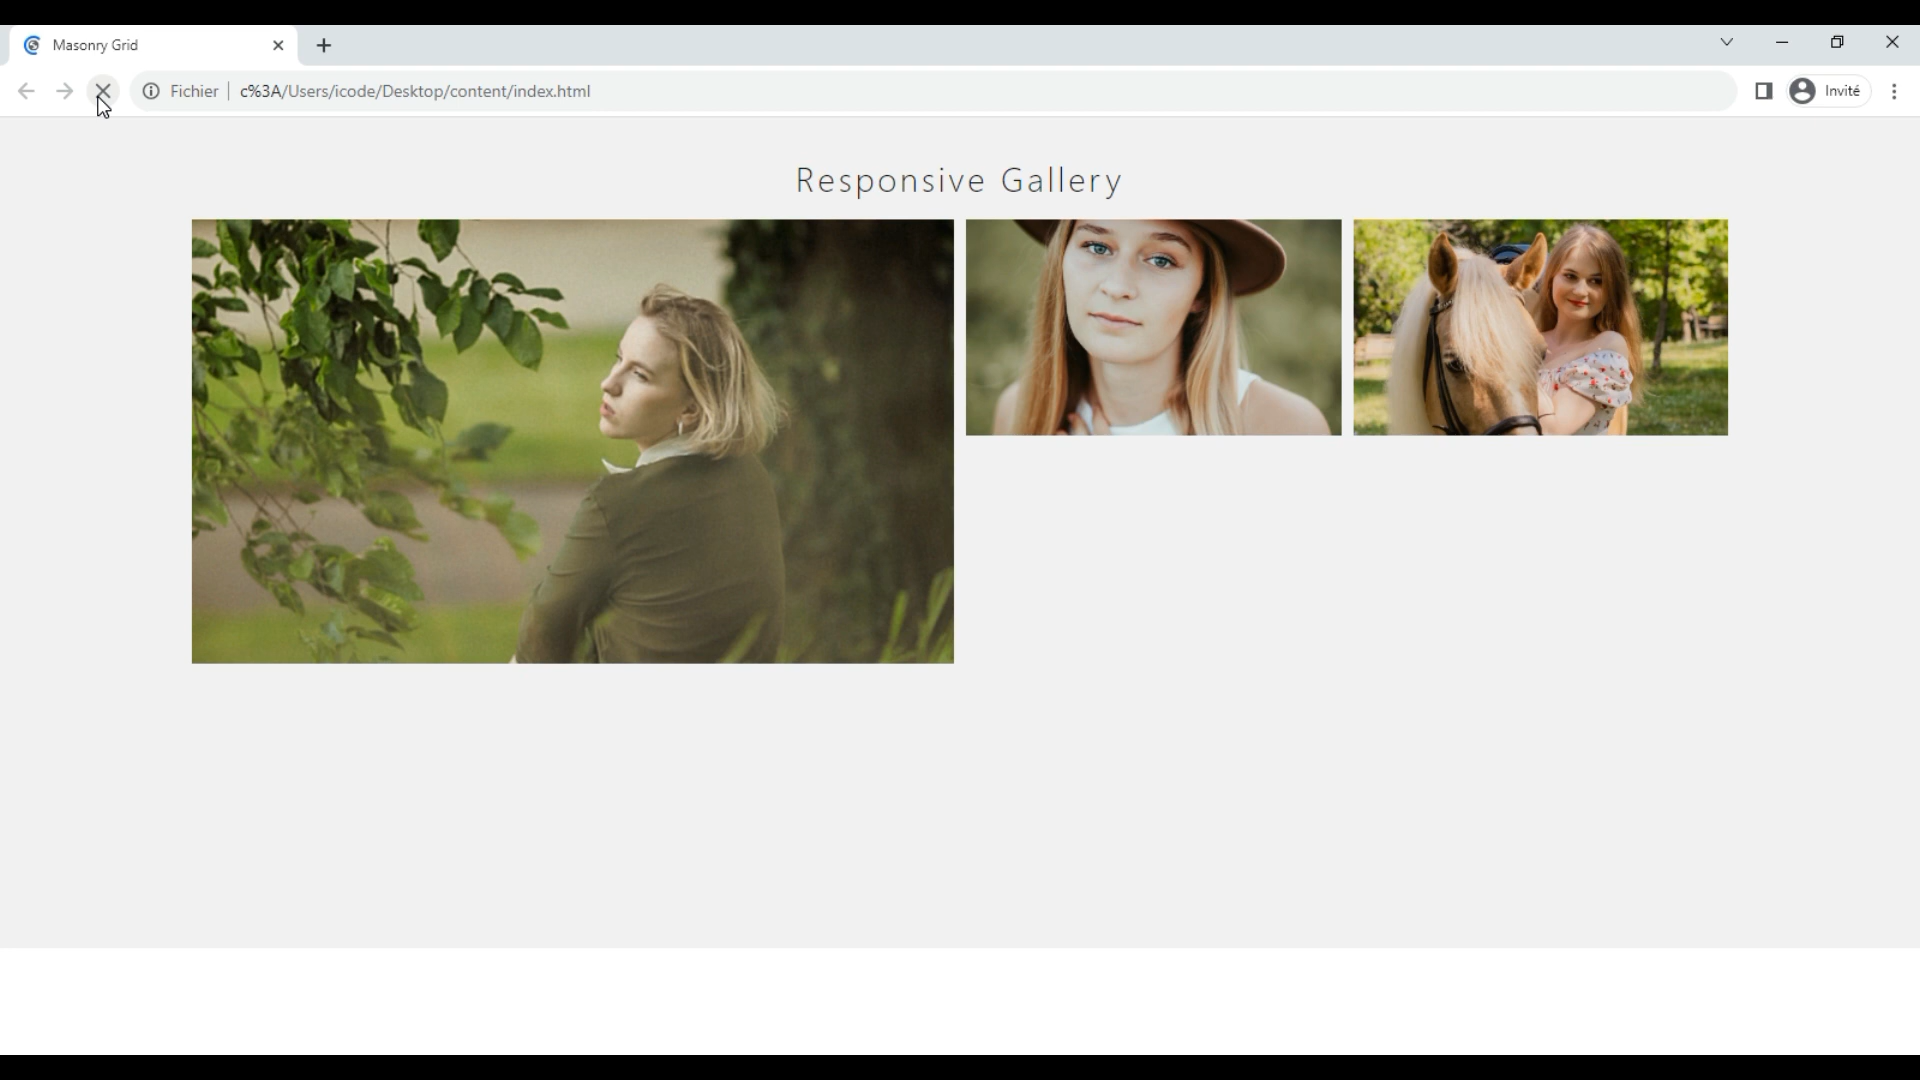 Masonry Grid
Fichier c%3A/Users/icode/Desktop/content/index.html
Invité
Responsive Gallery